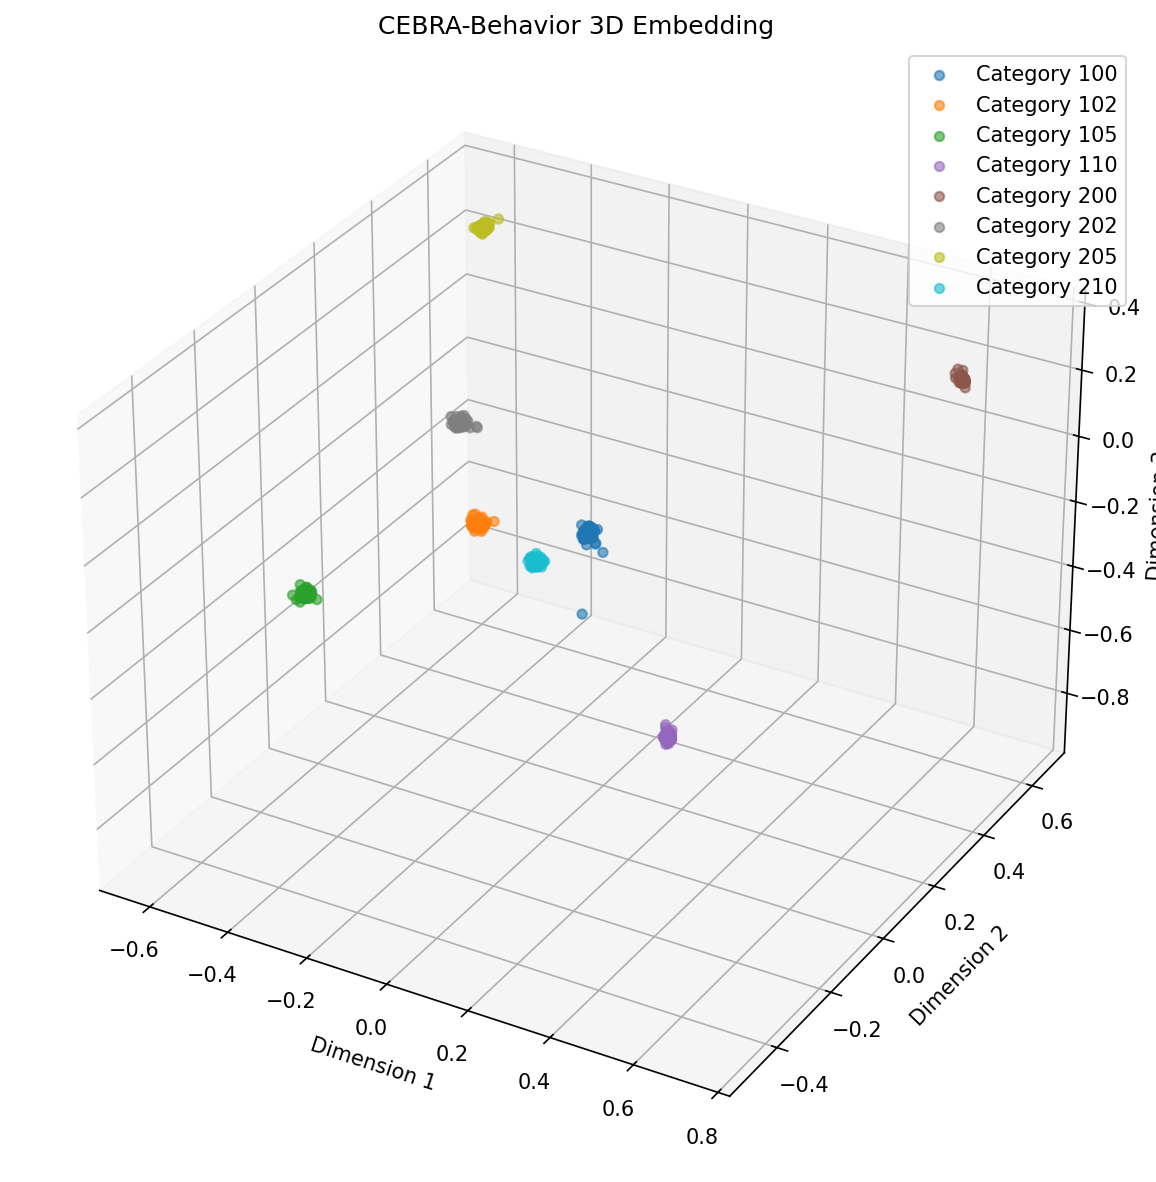 CEBRA-Behavior 3D Embedding
Category 100
Category 102
Category 105
Category 110
Category 200
Category 202
Category 205
Category 210
0.4
0.2
0.0
−0.2
−0.4
−0.6
−0.8
0.6
0.4
0.2
0.0
−0.2
−0.4
Dimension 2
−0.6
−0.4
−0.2
0.0
0.2
0.4
0.6
0.8
Dimension 1
Dimension